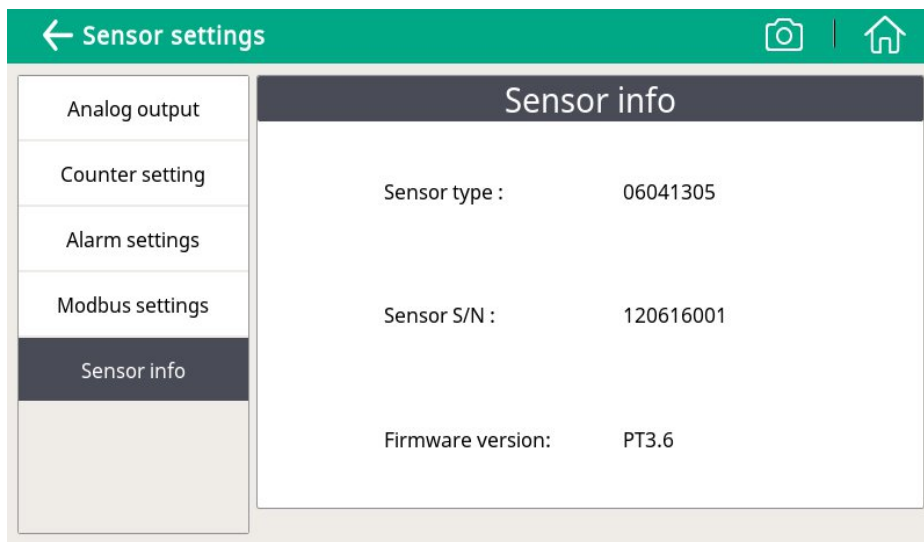 Sensor settings
Analog output
Counter setting
Alarm settings
Modbus settings
Sensor info
Sensor info
Sensor type : 06041305
Sensor S/N : 120616001
Firmware version: PT3.6